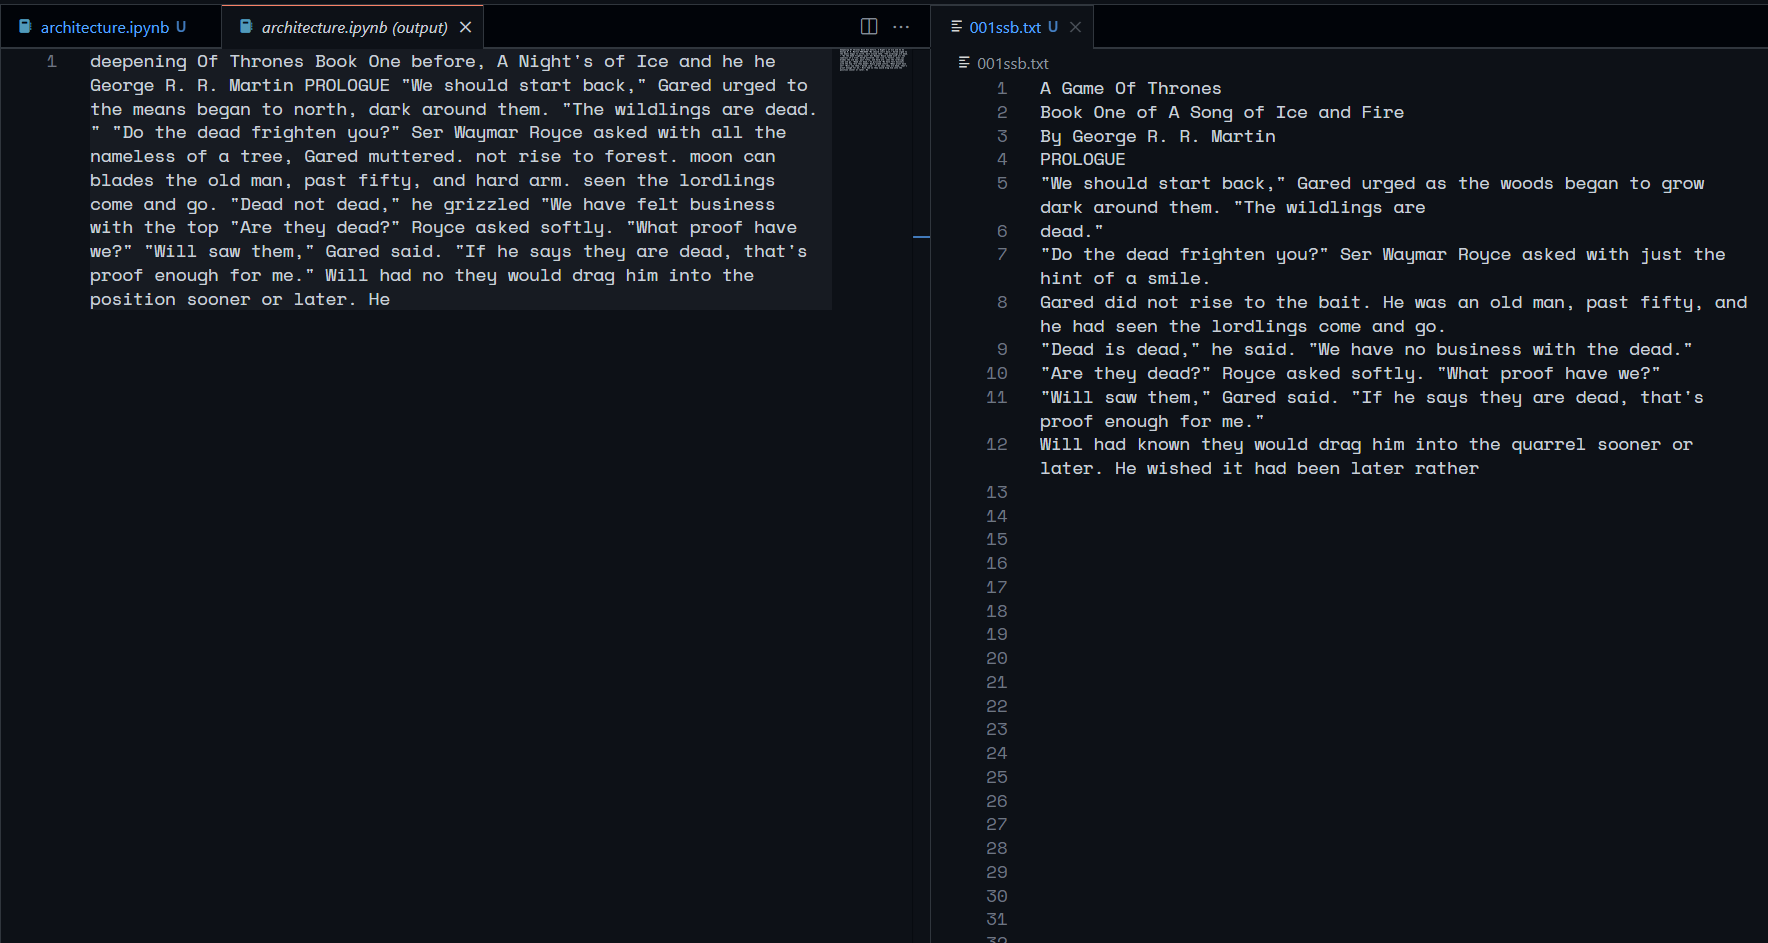 architecture.ipynb U
architecture.ipynb (output)
001ssb.txt U
001ssb.txt
1 deepening Of Thrones Book One before, A Night's of Ice and he he
George R. R. Martin PROLOGUE "We should start back," Gared urged to
the means began to north, dark around them. "The wildlings are dead.
" "Do the dead frighten you?" Ser Waymar Royce asked with all the
nameless of a tree, Gared muttered. not rise to forest. moon can
blades the old man, past fifty, and hard arm. seen the lordlings
come and go. "Dead not dead," he grizzled "We have felt business
with the top "Are they dead?" Royce asked softly. "What proof have
we?" "Will saw them," Gared said. "If he says they are dead, that's
proof enough for me." Will had no they would drag him into the
position sooner or later. He
1 A Game Of Thrones
2 Book One of A Song of Ice and Fire
3 By George R. R. Martin
4 PROLOGUE
5 "We should start back," Gared urged as the woods began to grow
dark around them. "The wildlings are
6 dead."
7 "Do the dead frighten you?" Ser Waymar Royce asked with just the
hint of a smile.
8 Gared did not rise to the bait. He was an old man, past fifty, and
he had seen the lordlings come and go.
9 "Dead is dead," he said. "We have no business with the dead."
10 "Are they dead?" Royce asked softly. "What proof have we?"
11 "Will saw them," Gared said. "If he says they are dead, that's
proof enough for me."
12 Will had known they would drag him into the quarrel sooner or
later. He wished it had been later rather
13
14
15
16
17
18
19
20
21
22
23
24
25
26
27
28
29
30
31
32